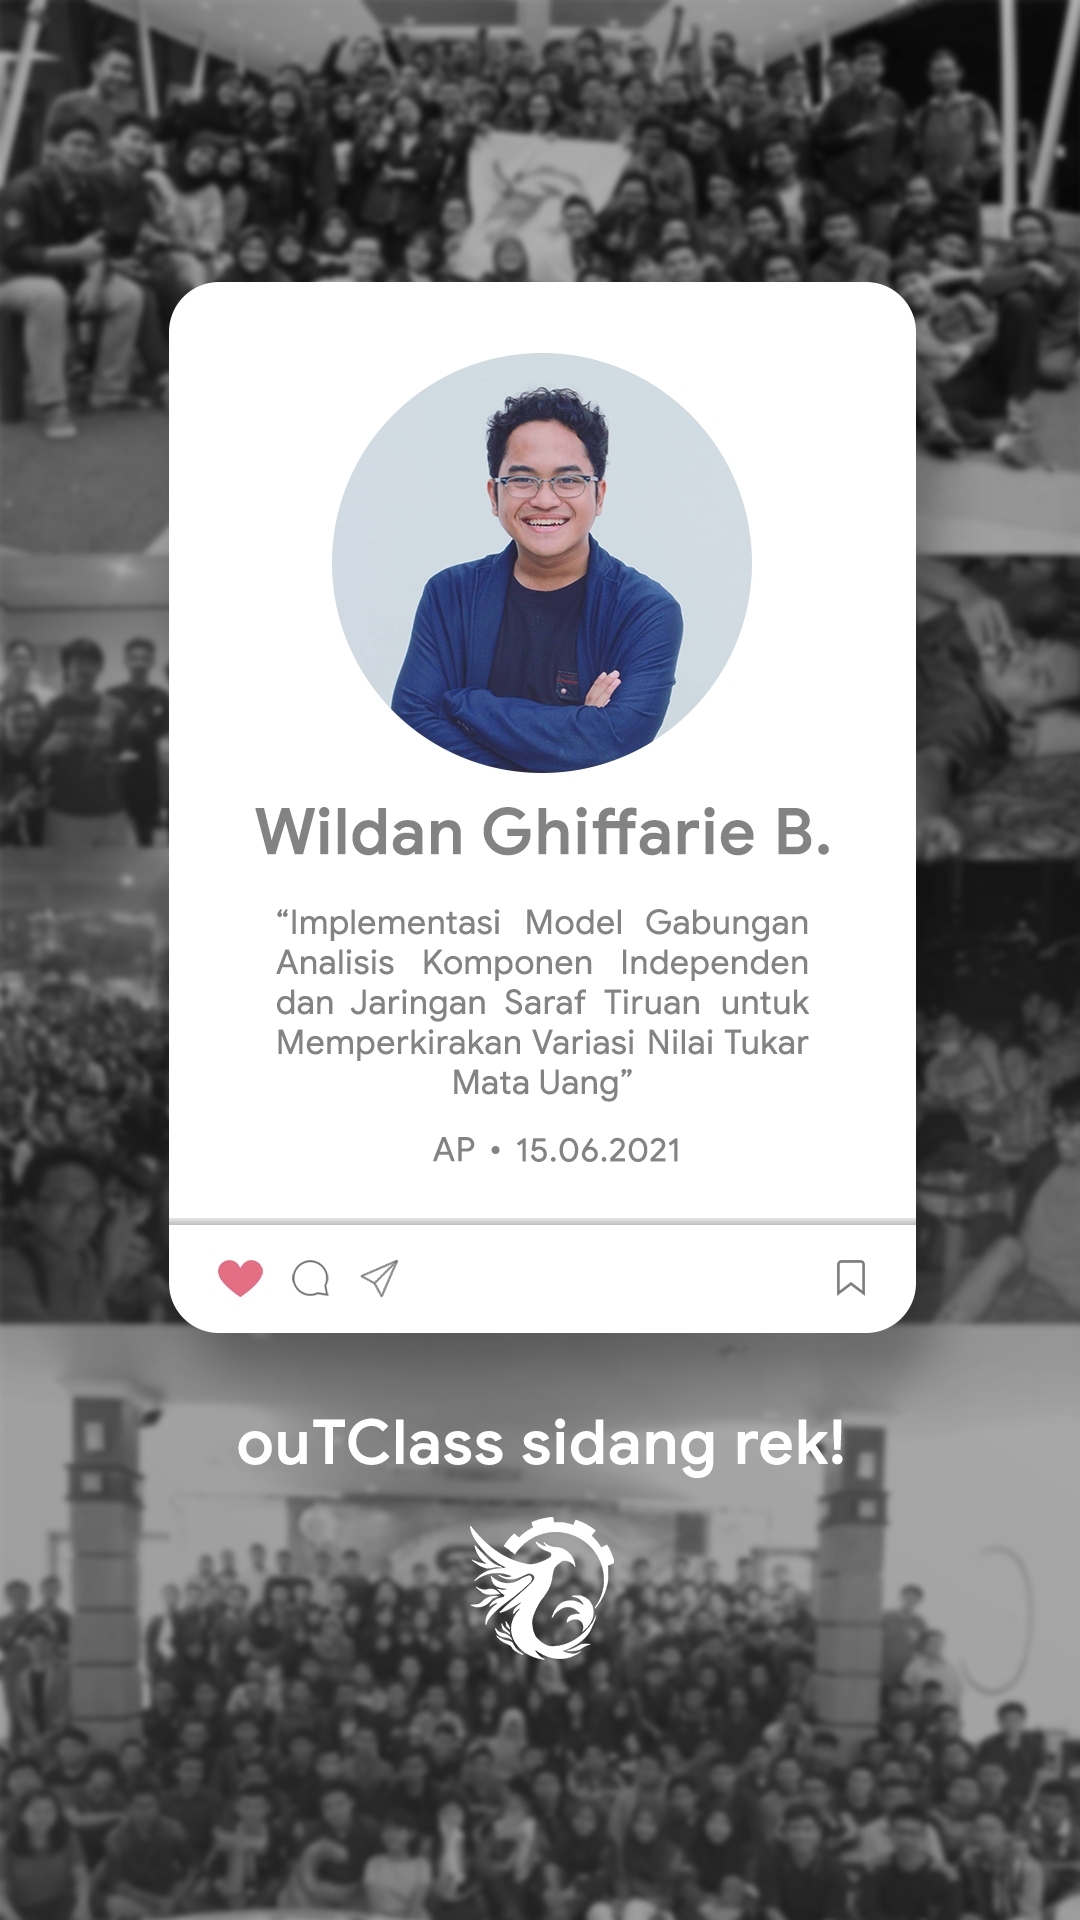 Wildan Ghiffarie B.
“Implementasi Model Gabungan
Analisis Komponen Independen
dan Jaringan Saraf Tiruan untuk
Memperkirakan Variasi Nilai Tukar
Mata Uang”
AP • 15.06.2021
ouTClass sidang rek!